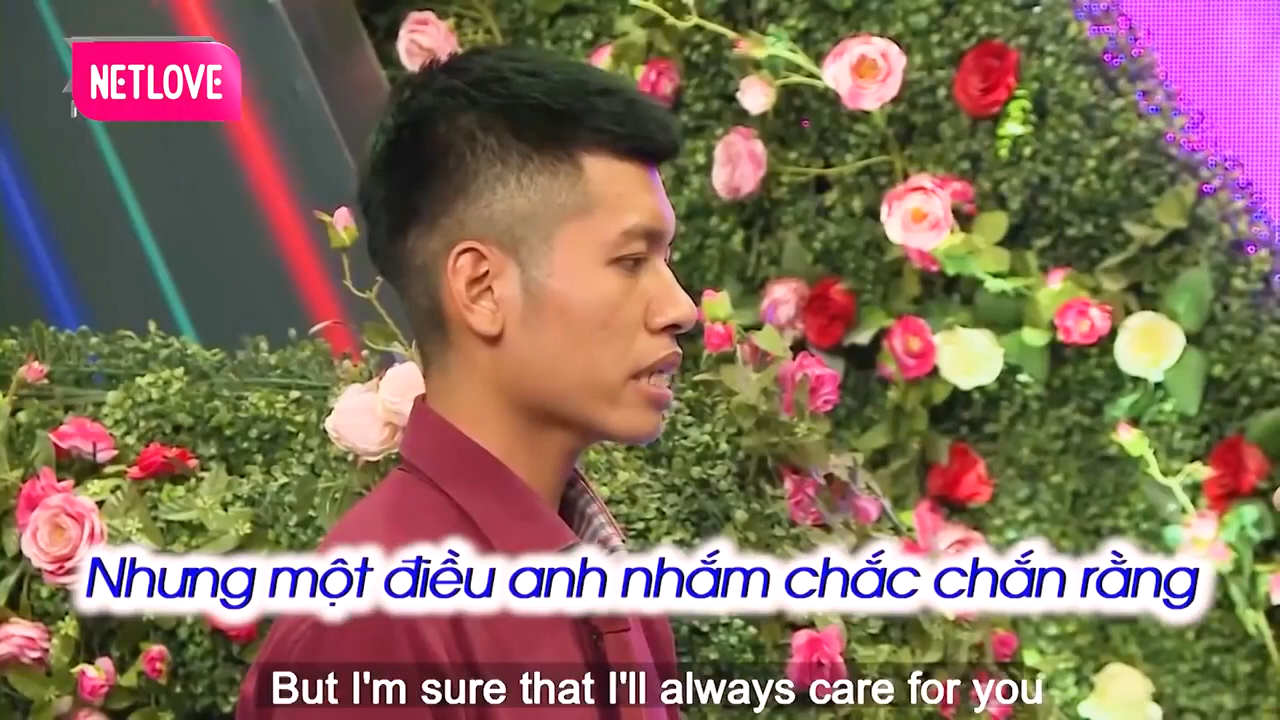 NETLOVE
Nhưng một điều anh nhắm chắc chắn rằng
But I'm sure that I'll always care for you